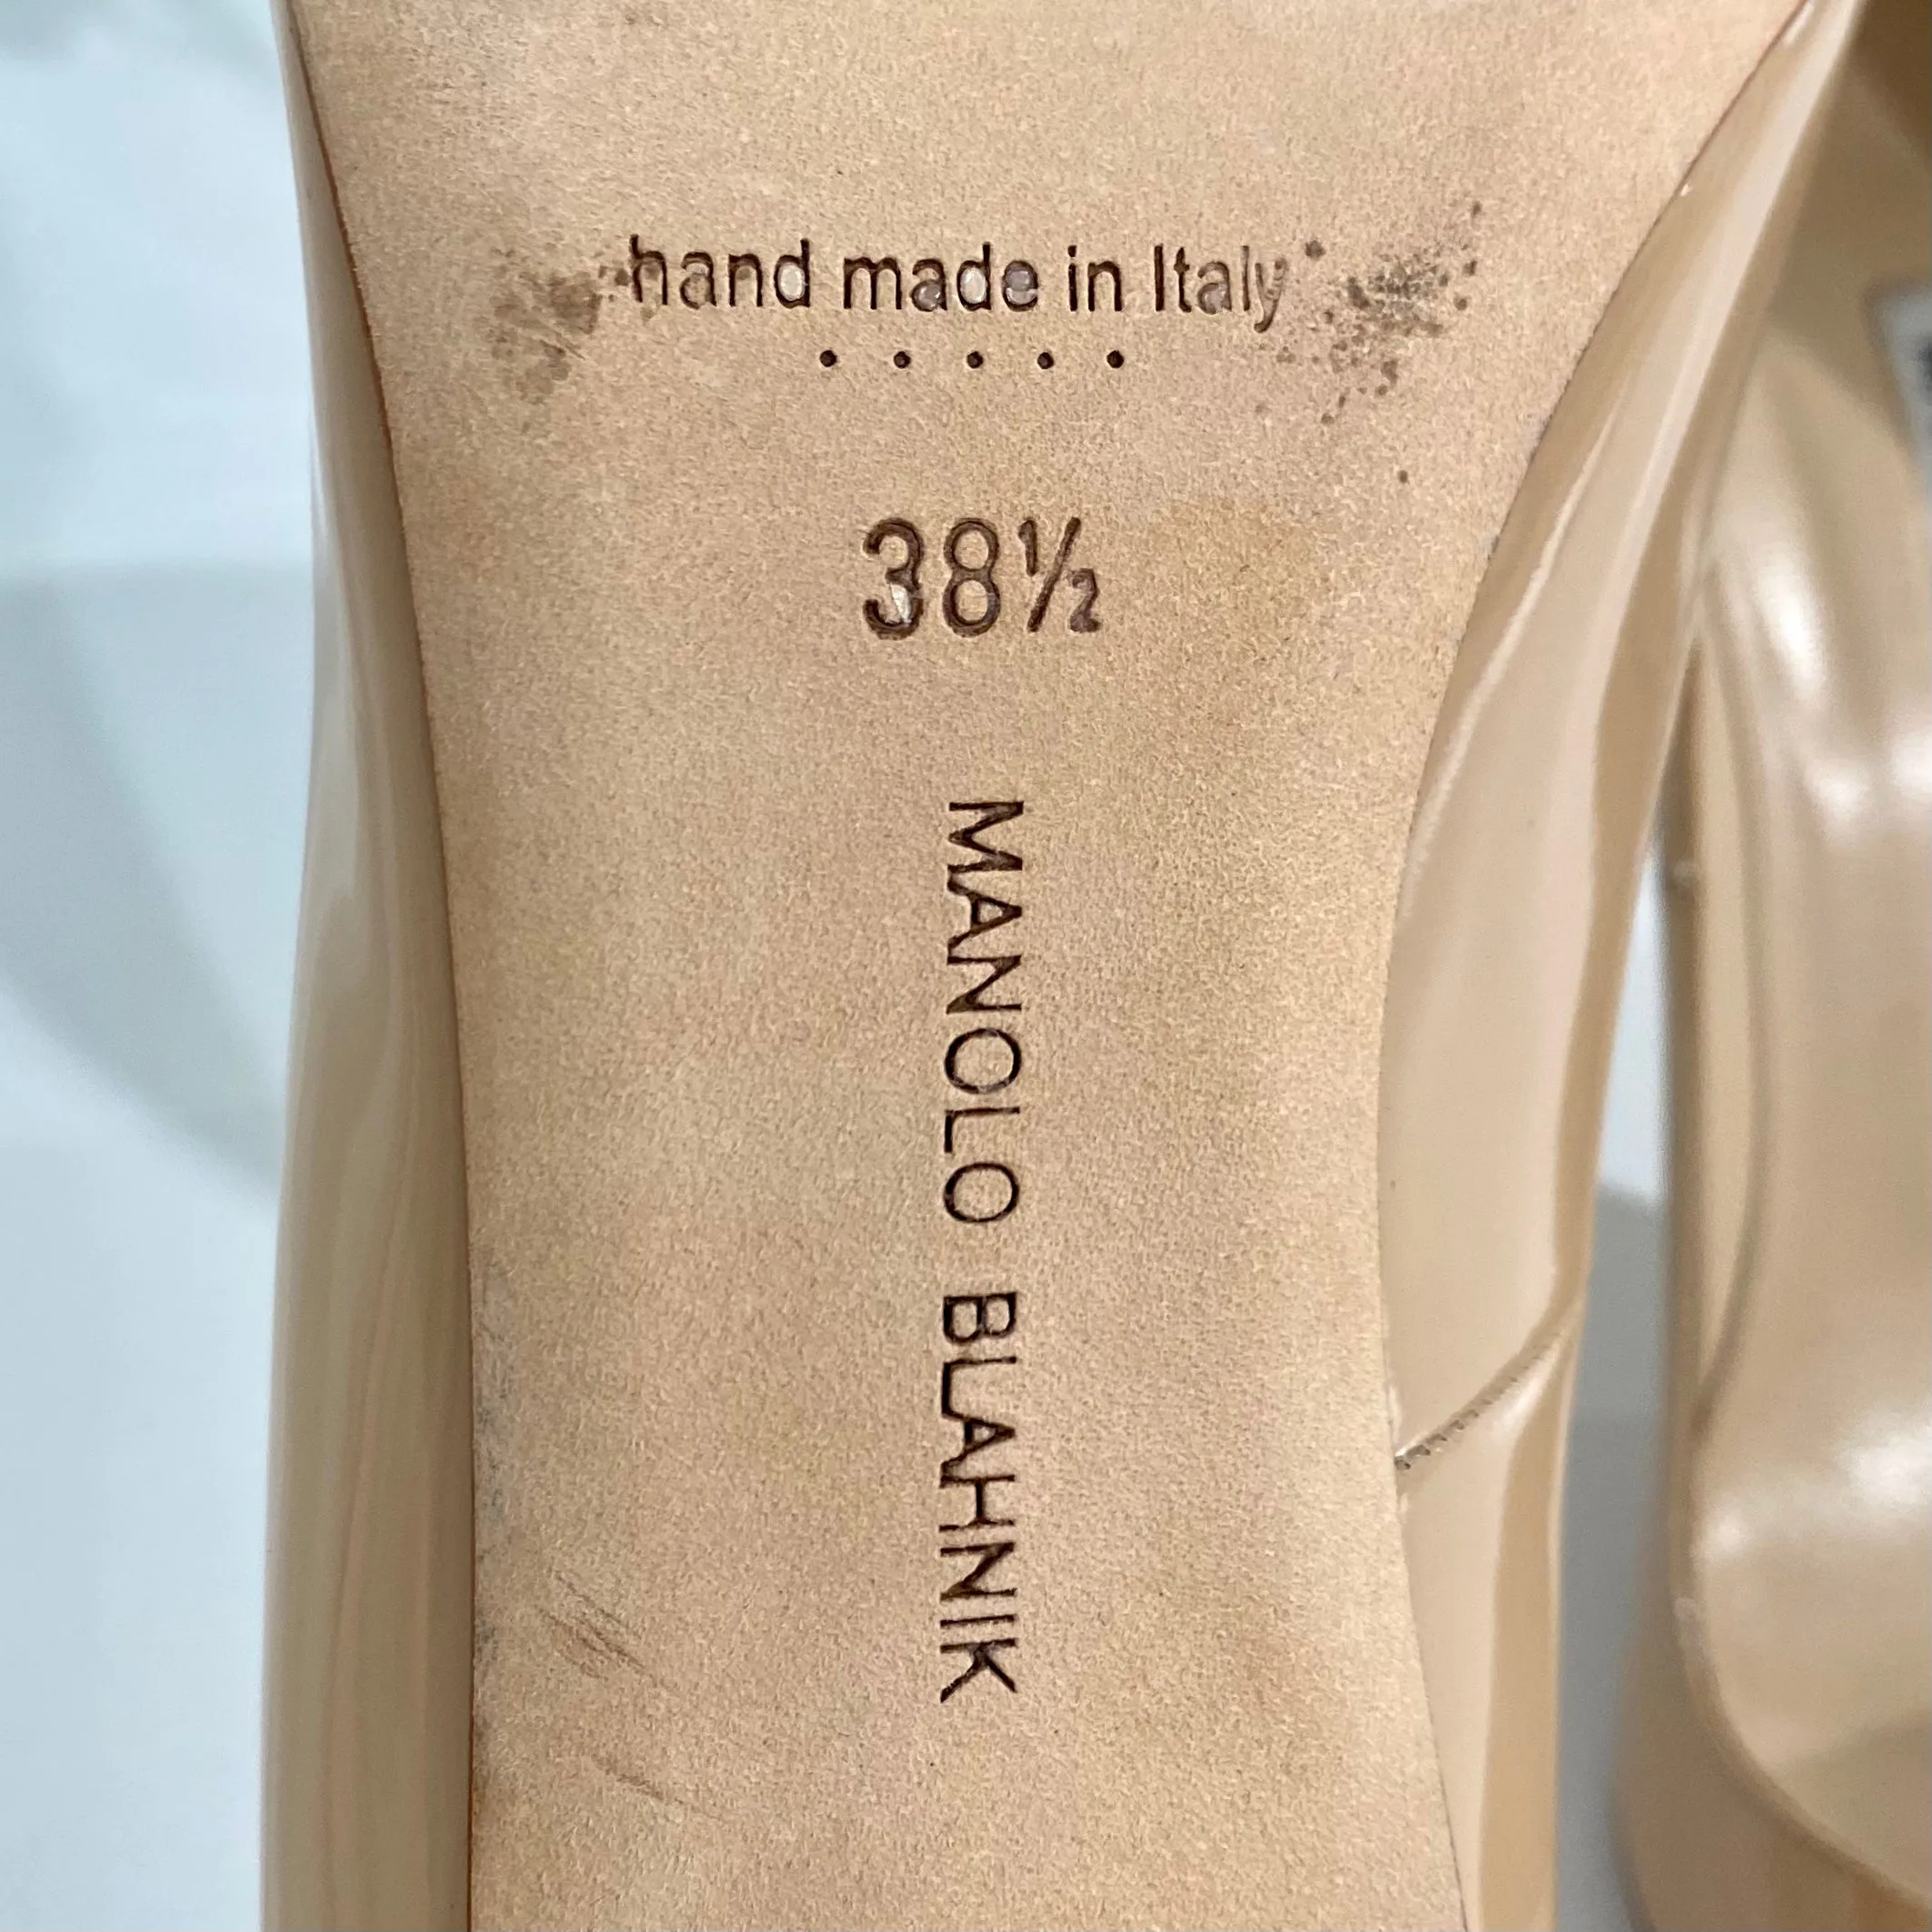 hand made in Italy
• • • • •
38½
MANOLO BLAHNIK